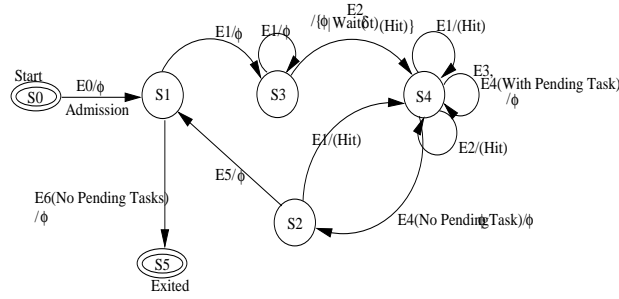 E2
E1/ϕ
E1/ϕ
/{ϕ| Wait(t) (Hit)}
E1/(Hit)
Start
E0/ϕ
S0
S1
S3
S4
E3,
E4(With Pending Task)
/ϕ
Admission
E1/(Hit)
E2/(Hit)
E5/ϕ
E6(No Pending Tasks)
/ϕ
S2
E4(No Pending Task)/ϕ
S5
Exited